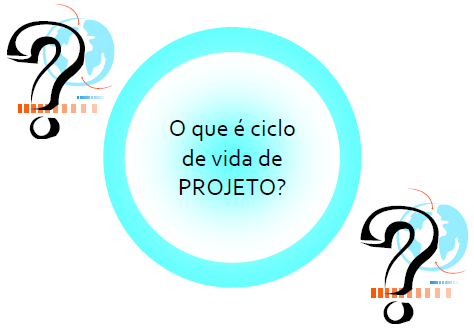 ?
O que é ciclo
de vida de
PROJETO?
?